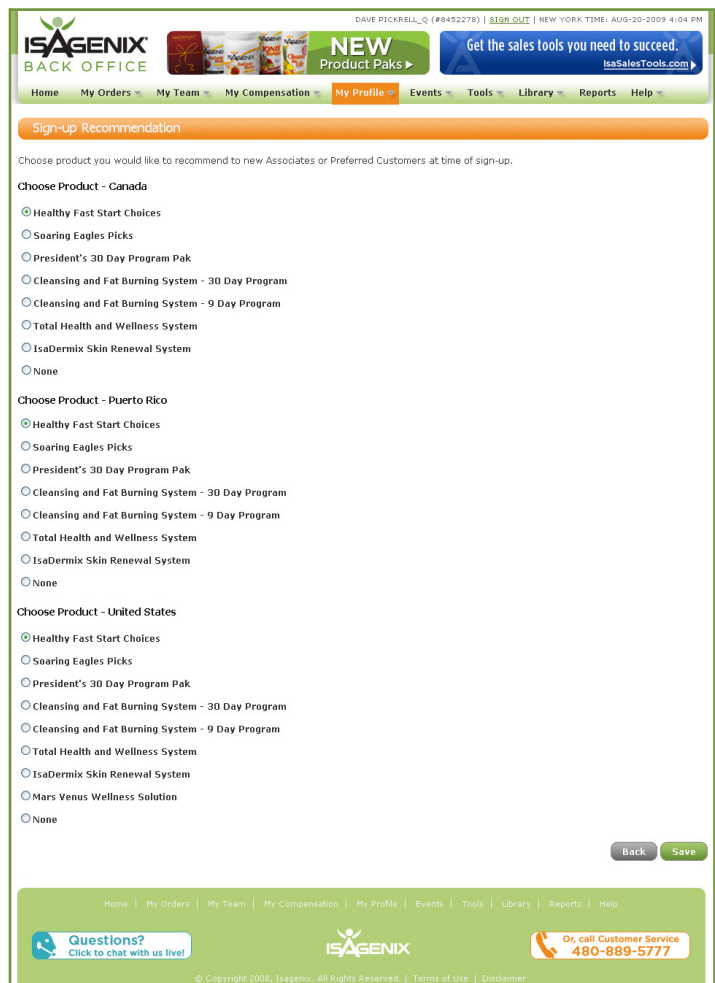 DAVE PICKRELL_Q (#8452278) | SIGN OUT | NEW YORK TIME: AUG-20-2009 4:04 PM
ISAGENIX
BACK OFFICE
NEW
Product Paks
Get the sales tools you need to succeed.
IsaSalesTools.com
Home My Orders My Team My Compensation My Profile Events Tools Library Reports Help
Sign-up Recommendation
Choose product you would like to recommend to new Associates or Preferred Customers at time of sign-up.
Choose Product - Canada
Healthy Fast Start Choices
Soaring Eagles Picks
President's 30 Day Program Pak
Cleansing and Fat Burning System - 30 Day Program
Cleansing and Fat Burning System - 9 Day Program
Total Health and Wellness System
IsaDermix Skin Renewal System
None
Choose Product - Puerto Rico
Healthy Fast Start Choices
Soaring Eagles Picks
President's 30 Day Program Pak
Cleansing and Fat Burning System - 30 Day Program
Cleansing and Fat Burning System - 9 Day Program
Total Health and Wellness System
IsaDermix Skin Renewal System
None
Choose Product - United States
Healthy Fast Start Choices
Soaring Eagles Picks
President's 30 Day Program Pak
Cleansing and Fat Burning System - 30 Day Program
Cleansing and Fat Burning System - 9 Day Program
Total Health and Wellness System
IsaDermix Skin Renewal System
Mars Venus Wellness Solution
None
Back Save
Home | My Orders | My Team | My Compensation | My Profile | Events | Tools | Library | Reports | Help
Questions?
Click to chat with us live!
ISAGENIX
Or, call Customer Service
480-889-5777
© Copyright 2008, Isagenix. All Rights Reserved. | Terms of Use | Disclaimer